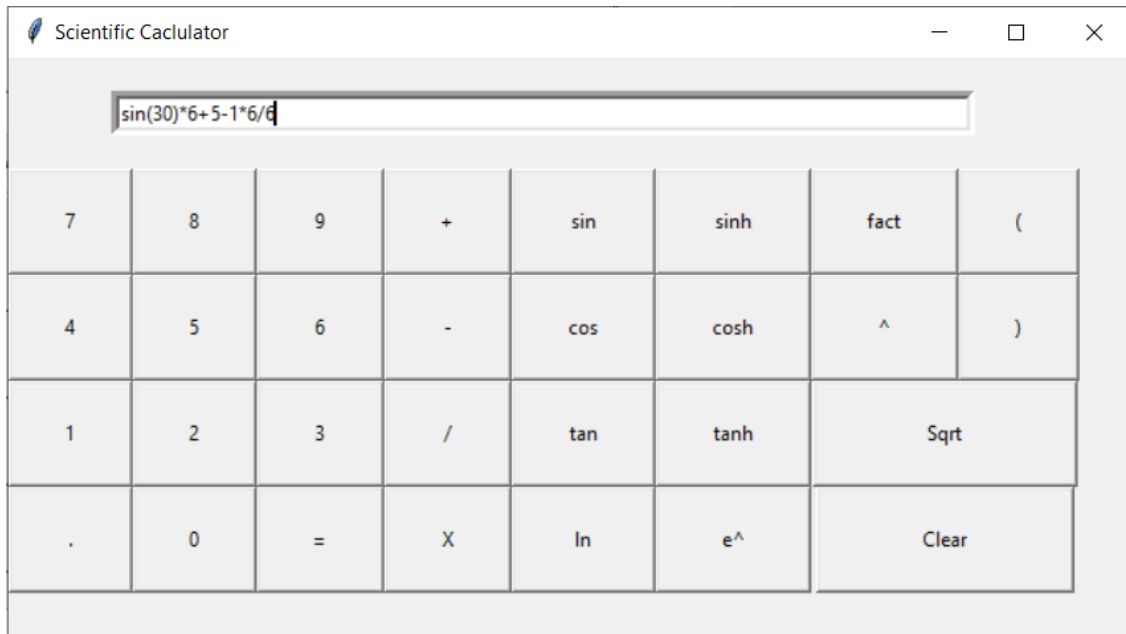 Scientific Caclulator
sin(30)*6+5-1*6/6
7 8 9 + sin sinh fact (
4 5 6 - cos cosh ^ )
1 2 3 / tan tanh Sqrt
. 0 = X ln e^ Clear